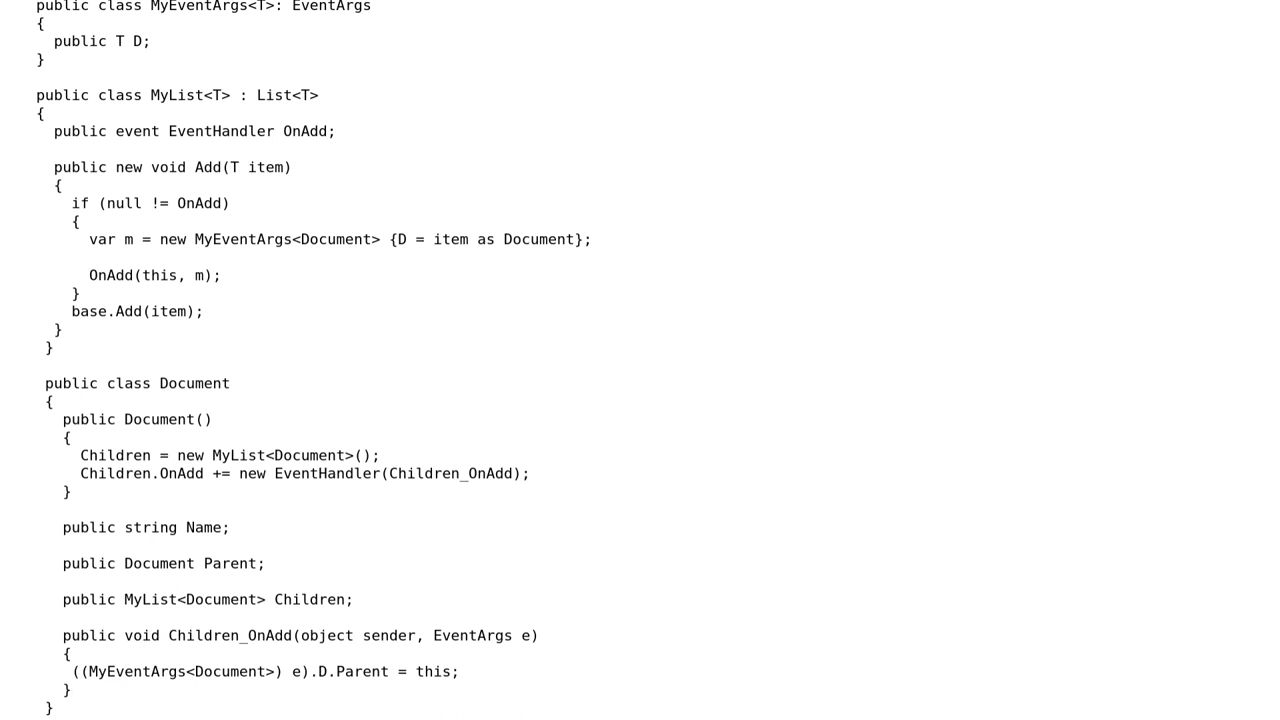 public class MyEventArgs<T>: EventArgs
{
  public T D;
}

public class MyList<T> : List<T>
{
  public event EventHandler OnAdd;

  public new void Add(T item)
  {
    if (null != OnAdd)
    {
      var m = new MyEventArgs<Document> {D = item as Document};

      OnAdd(this, m);
    }
    base.Add(item);
  }
 }

 public class Document
 {
   public Document()
   {
     Children = new MyList<Document>();
     Children.OnAdd += new EventHandler(Children_OnAdd);
   }

   public string Name;

   public Document Parent;

   public MyList<Document> Children;

   public void Children_OnAdd(object sender, EventArgs e)
   {
    ((MyEventArgs<Document>) e).D.Parent = this;
   }
 }